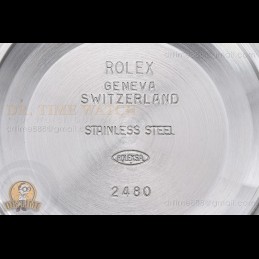 ROLEX
GENEVA
SWITZERLAND
STAINLESS STEEL
ROLEX SA
2480